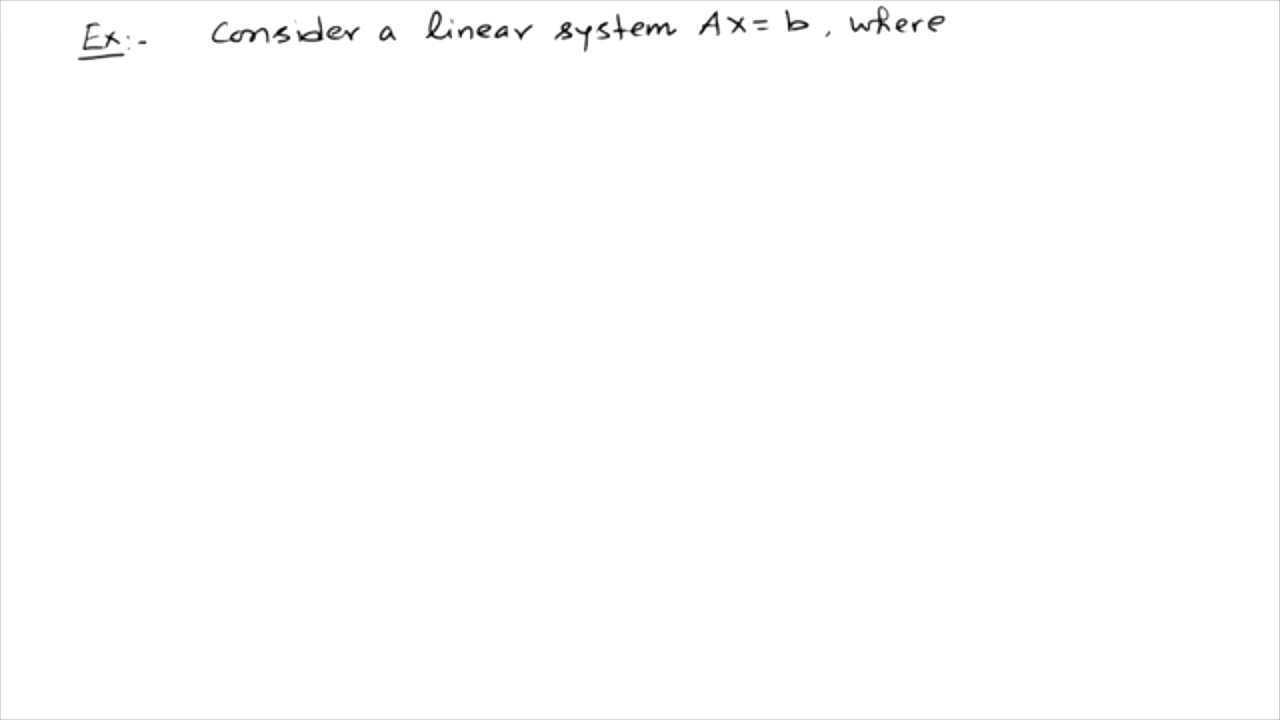 Ex:- Consider a linear system Ax = b, where